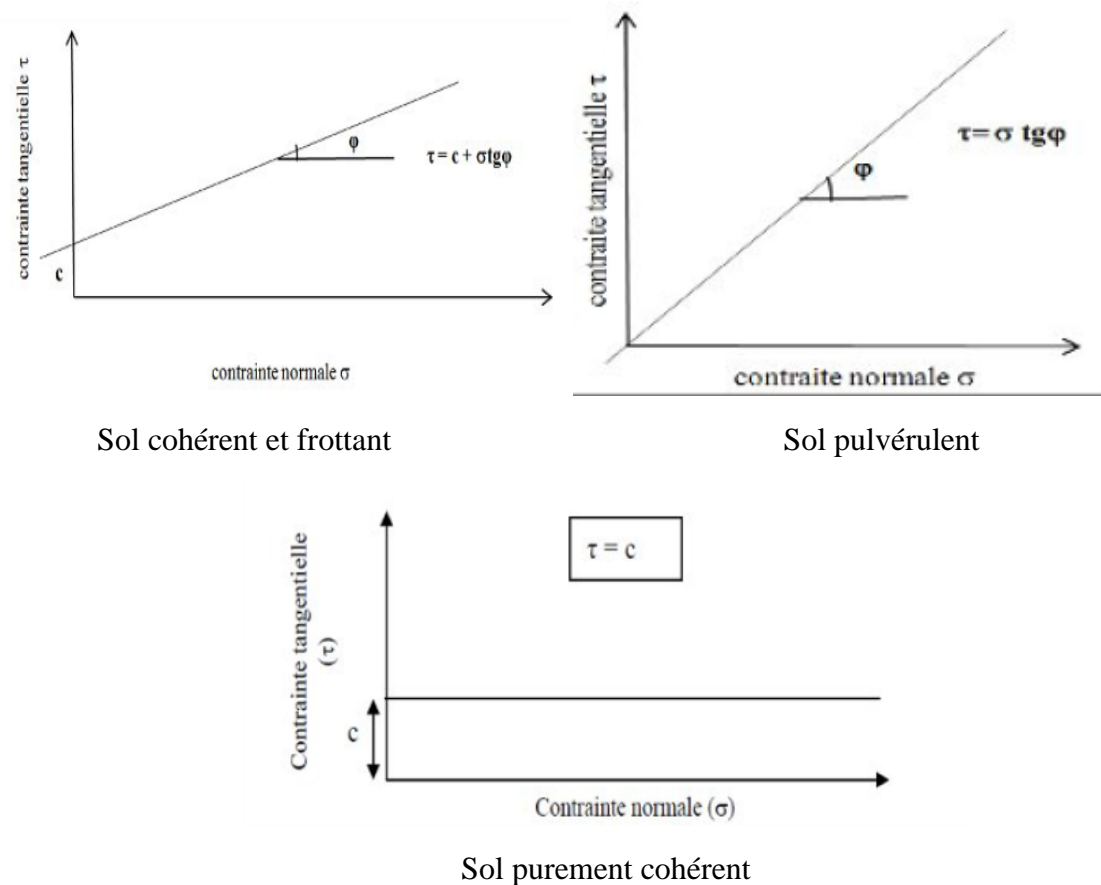 contrainte tangentielle τ
φ
τ = c + σtgφ
c
contrainte normale σ
contraite tangentielle τ
τ= σ tgφ
φ
contraite normale σ
Sol cohérent et frottant
Sol pulvérulent
Contrainte tangentielle
(τ)
τ = c
c
Contrainte normale (σ)
Sol purement cohérent